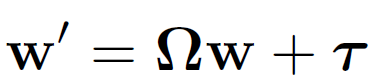 w′ = Ωw + τ